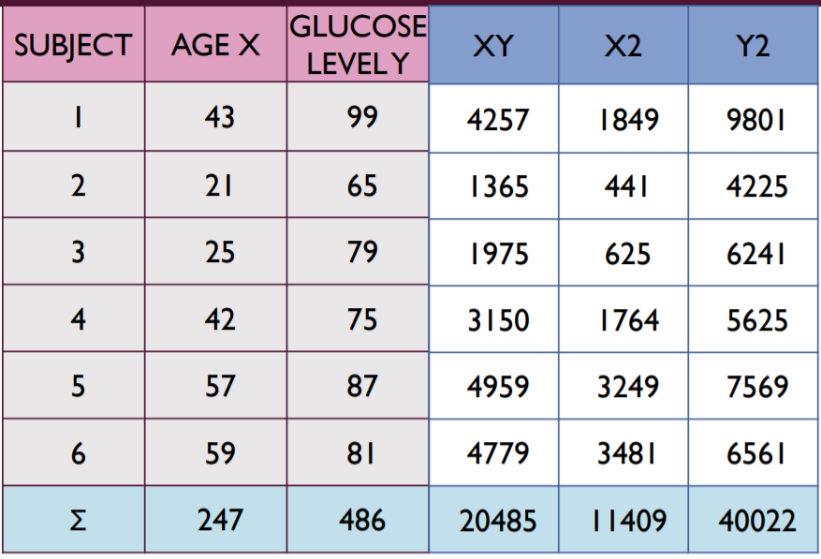 SUBJECT AGE X GLUCOSE LEVEL Y XY X2 Y2
1 43 99 4257 1849 9801
2 21 65 1365 441 4225
3 25 79 1975 625 6241
4 42 75 3150 1764 5625
5 57 87 4959 3249 7569
6 59 81 4779 3481 6561
Σ 247 486 20485 11409 40022